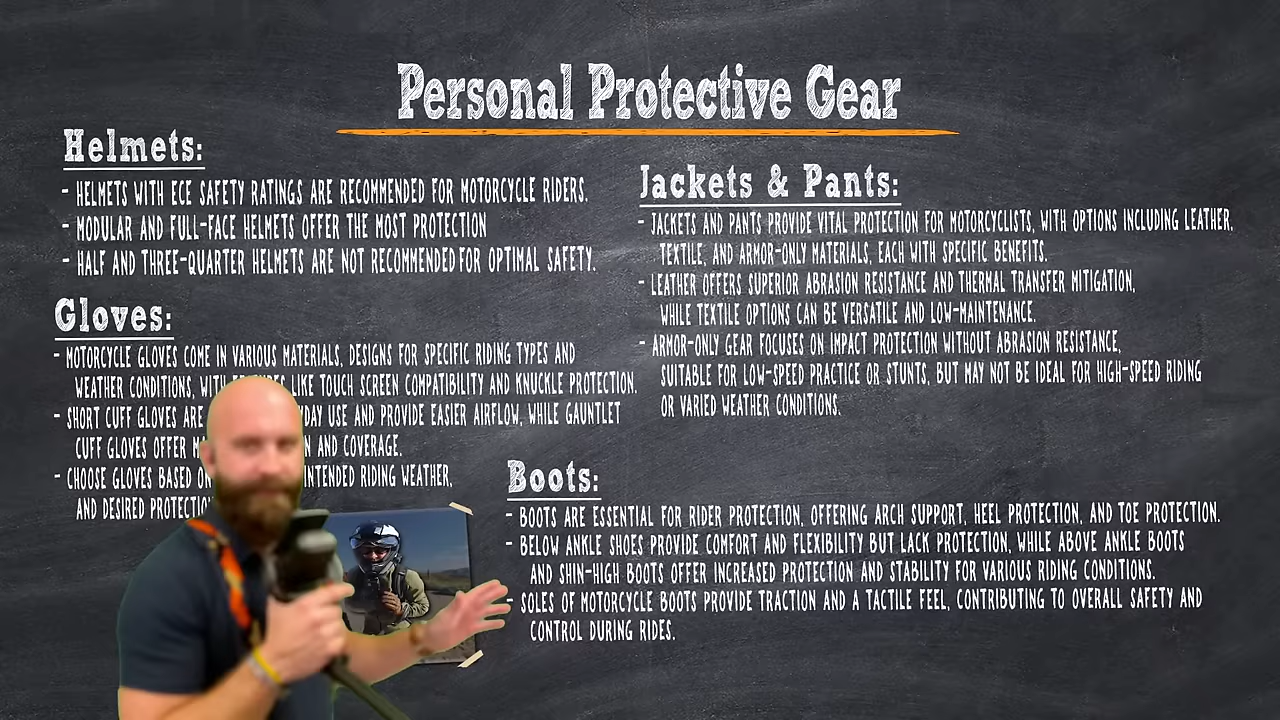 Personal Protective Gear
Helmets:
- HELMETS WITH ECE SAFETY RATINGS ARE RECOMMENDED FOR MOTORCYCLE RIDERS.
- MODULAR AND FULL-FACE HELMETS OFFER THE MOST PROTECTION
- HALF AND THREE-QUARTER HELMETS ARE NOT RECOMMENDED FOR OPTIMAL SAFETY.
Gloves:
- MOTORCYCLE GLOVES COME IN VARIOUS MATERIALS, DESIGNS FOR SPECIFIC RIDING TYPES AND
WEATHER CONDITIONS, WITH LIKE TOUCH SCREEN COMPATIBILITY AND KNUCKLE PROTECTION.
- SHORT CUFF GLOVES ARE USE AND PROVIDE EASIER AIRFLOW, WHILE GAUNTLET
CUFF GLOVES OFFER AND COVERAGE.
- CHOOSE GLOVES BASED ON INTENDED RIDING WEATHER,
AND DESIRED
Jackets & Pants:
- JACKETS AND PANTS PROVIDE VITAL PROTECTION FOR MOTORCYCLISTS, WITH OPTIONS INCLUDING LEATHER,
TEXTILE, AND ARMOR-ONLY MATERIALS, EACH WITH SPECIFIC BENEFITS.
- LEATHER OFFERS SUPERIOR ABRASION RESISTANCE AND THERMAL TRANSFER MITIGATION,
WHILE TEXTILE OPTIONS CAN BE VERSATILE AND LOW-MAINTENANCE.
- ARMOR-ONLY GEAR FOCUSES ON IMPACT PROTECTION WITHOUT ABRASION RESISTANCE,
SUITABLE FOR LOW-SPEED PRACTICE OR STUNTS, BUT MAY NOT BE IDEAL FOR HIGH-SPEED RIDING
OR VARIED WEATHER CONDITIONS.
Boots:
- BOOTS ARE ESSENTIAL FOR RIDER PROTECTION, OFFERING ARCH SUPPORT, HEEL PROTECTION, AND TOE PROTECTION.
- BELOW ANKLE SHOES PROVIDE COMFORT AND FLEXIBILITY BUT LACK PROTECTION, WHILE ABOVE ANKLE BOOTS
AND SHIN-HIGH BOOTS OFFER INCREASED PROTECTION AND STABILITY FOR VARIOUS RIDING CONDITIONS.
- SOLES OF MOTORCYCLE BOOTS PROVIDE TRACTION AND A TACTILE FEEL, CONTRIBUTING TO OVERALL SAFETY AND
CONTROL DURING RIDES.